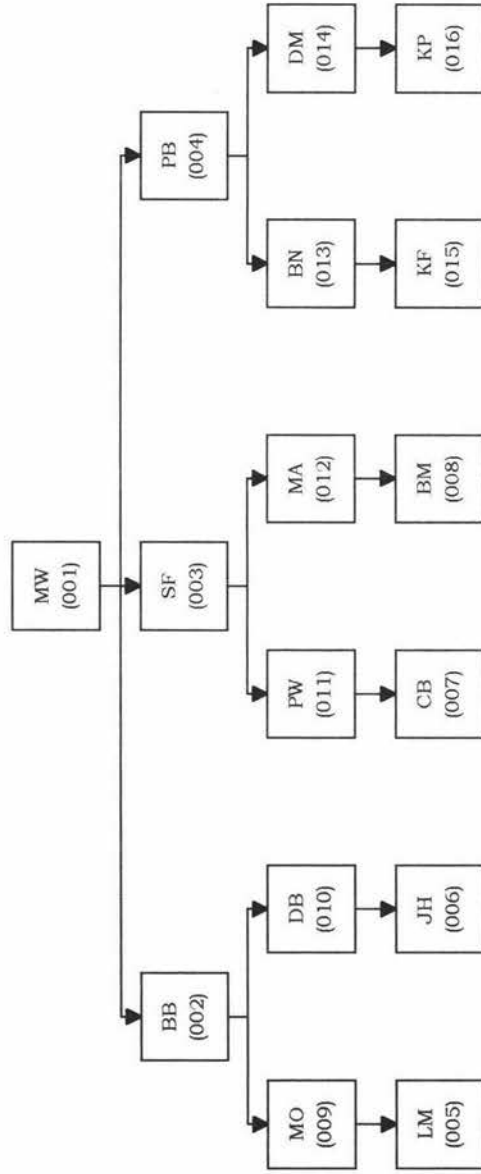 MW
(001)
BB
(002)
SF
(003)
PB
(004)
MO
(009)
DB
(010)
PW
(011)
MA
(012)
BN
(013)
DM
(014)
LM
(005)
JH
(006)
CB
(007)
BM
(008)
KF
(015)
KP
(016)